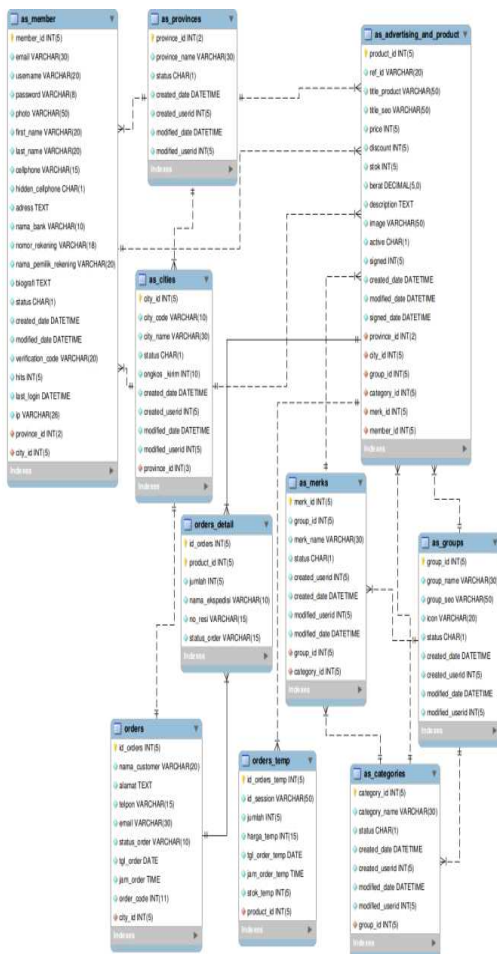 as_member
member_id INT(5)
email VARCHAR(30)
username VARCHAR(20)
password VARCHAR(8)
photo VARCHAR(50)
first_name VARCHAR(20)
last_name VARCHAR(20)
cellphone VARCHAR(15)
hidden_cellphone CHAR(1)
adress TEXT
nama_bank VARCHAR(10)
nomor_rekening VARCHAR(18)
nama_pemilik_rekening VARCHAR(20)
biografi TEXT
status CHAR(1)
created_date DATETIME
modified_date DATETIME
verification_code VARCHAR(20)
hits INT(5)
last_login DATETIME
ip VARCHAR(26)
province_id INT(2)
city_id INT(5)
Indexes
as_provinces
province_id INT(2)
province_name VARCHAR(30)
status CHAR(1)
created_date DATETIME
created_userid INT(5)
modified_date DATETIME
modified_userid INT(5)
Indexes
as_advertising_and_product
product_id INT(5)
ref_id VARCHAR(20)
title_product VARCHAR(50)
title_seo VARCHAR(50)
price INT(5)
discount INT(5)
stok INT(5)
berat DECIMAL(5,0)
description TEXT
image VARCHAR(50)
active CHAR(1)
signed INT(5)
created_date DATETIME
modified_date DATETIME
signed_date DATETIME
province_id INT(2)
city_id INT(5)
group_id INT(5)
category_id INT(5)
merk_id INT(5)
member_id INT(5)
Indexes
as_cities
city_id INT(5)
city_code VARCHAR(10)
city_name VARCHAR(30)
status CHAR(1)
ongkos_kirim INT(10)
created_date DATETIME
created_userid INT(5)
modified_date DATETIME
modified_userid INT(5)
province_id INT(3)
Indexes
as_merks
merk_id INT(5)
group_id INT(5)
merk_name VARCHAR(30)
status CHAR(1)
created_userid INT(5)
created_date DATETIME
modified_userid INT(5)
modified_date DATETIME
group_id INT(5)
category_id INT(5)
Indexes
orders_detail
id_orders INT(5)
product_id INT(5)
jumlah INT(5)
nama_ekspedisi VARCHAR(10)
no_resi VARCHAR(15)
status_order VARCHAR(15)
Indexes
as_groups
group_id INT(5)
group_name VARCHAR(30)
group_seo VARCHAR(50)
icon VARCHAR(20)
status CHAR(1)
created_date DATETIME
created_userid INT(5)
modified_date DATETIME
modified_userid INT(5)
Indexes
orders
id_orders INT(5)
nama_customer VARCHAR(20)
alamat TEXT
telpon VARCHAR(15)
email VARCHAR(30)
status_order VARCHAR(10)
tgl_order DATE
jam_order TIME
order_code INT(11)
city_id INT(5)
Indexes
orders_temp
id_orders_temp INT(5)
id_session VARCHAR(50)
jumlah INT(5)
harga_temp INT(15)
tgl_order_temp DATE
jam_order_temp TIME
stok_temp INT(5)
product_id INT(5)
Indexes
as_categories
category_id INT(5)
category_name VARCHAR(30)
status CHAR(1)
created_date DATETIME
created_userid INT(5)
modified_date DATETIME
modified_userid INT(5)
group_id INT(5)
Indexes